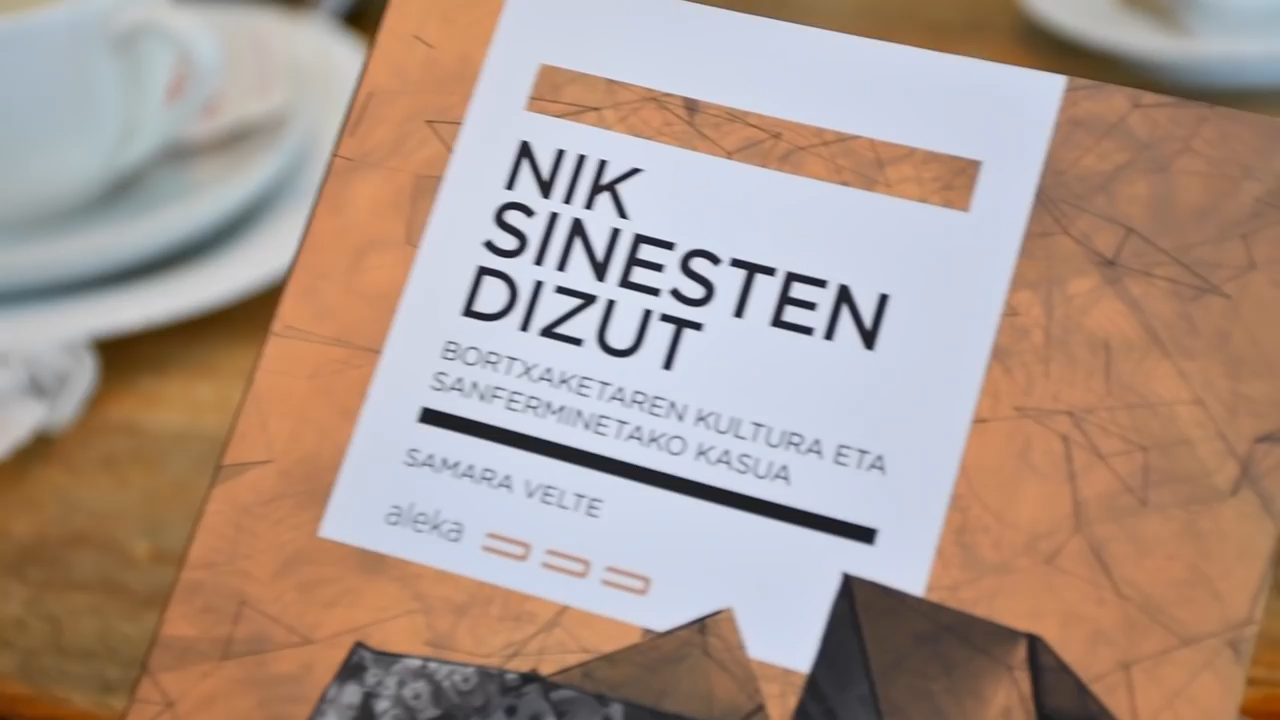 NIK
SINESTEN
DIZUT
BORTXAKETAREN KULTURA ETA
SANFERMINETAKO KASUA
SAMARA VELTE
aleka